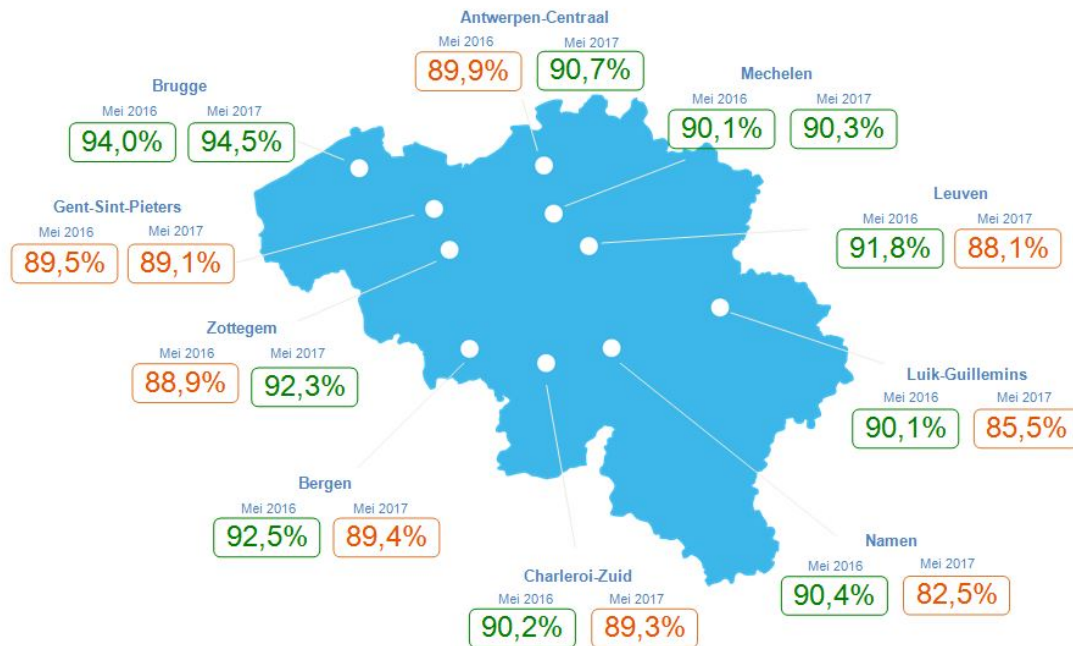 Antwerpen-Centraal
Mei 2016 Mei 2017
89,9% 90,7%
Mechelen
Mei 2016 Mei 2017
90,1% 90,3%
Brugge
Mei 2016 Mei 2017
94,0% 94,5%
Gent-Sint-Pieters
Mei 2016 Mei 2017
89,5% 89,1%
Leuven
Mei 2016 Mei 2017
91,8% 88,1%
Zottegem
Mei 2016 Mei 2017
88,9% 92,3%
Luik-Guillemins
Mei 2016 Mei 2017
90,1% 85,5%
Bergen
Mei 2016 Mei 2017
92,5% 89,4%
Namen
Mei 2016 Mei 2017
90,4% 82,5%
Charleroi-Zuid
Mei 2016 Mei 2017
90,2% 89,3%